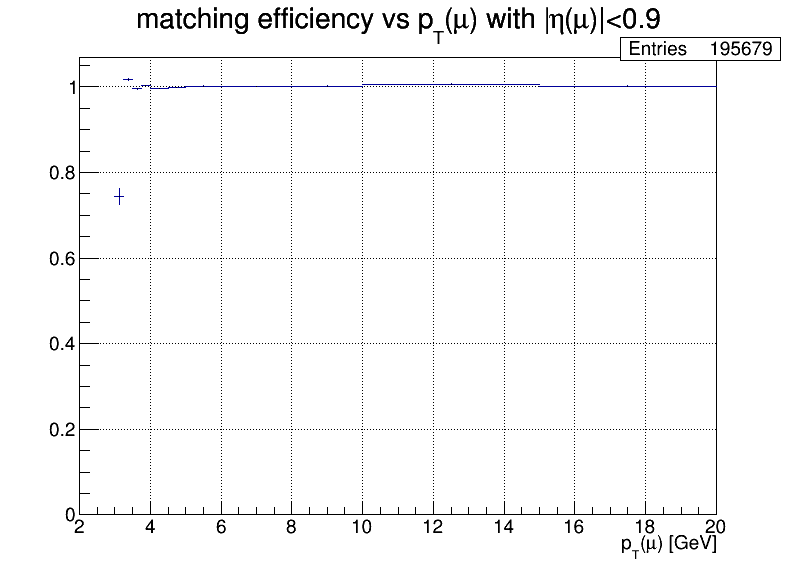 matching efficiency vs p_T(μ) with |η(μ)|<0.9
Entries 195679
1
0.8
0.6
0.4
0.2
0
2 4 6 8 10 12 14 16 18 20
p_T(μ) [GeV]